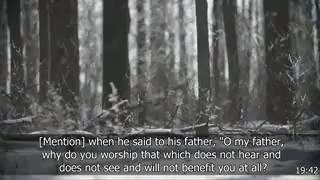 [Mention] when he said to his father, "O my father,
why do you worship that which does not hear and
does not see and will not benefit you at all?
19:42